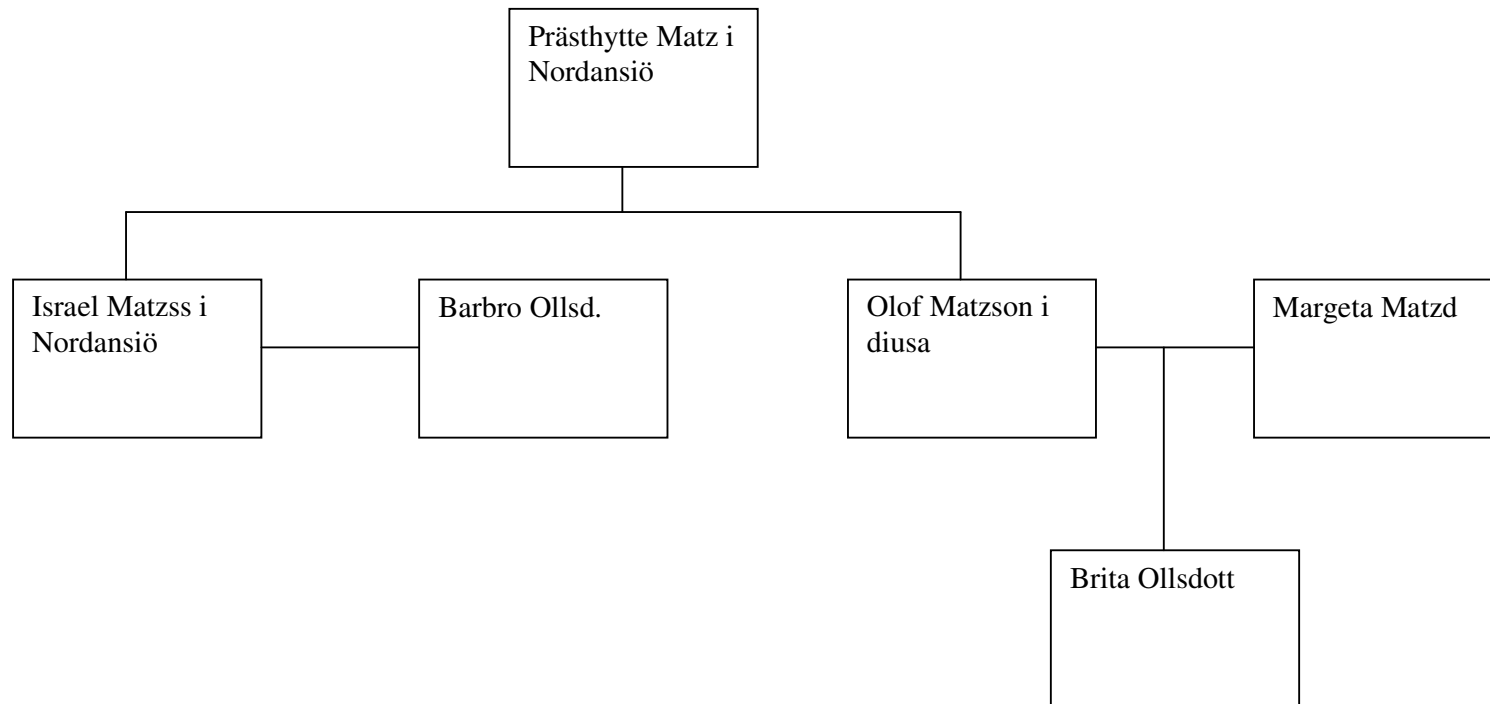 Prästhytte Matz i
Nordansiö
Israel Matzss i
Nordansiö
Barbro Ollsd.
Olof Matzson i
diusa
Margeta Matzd
Brita Ollsdott